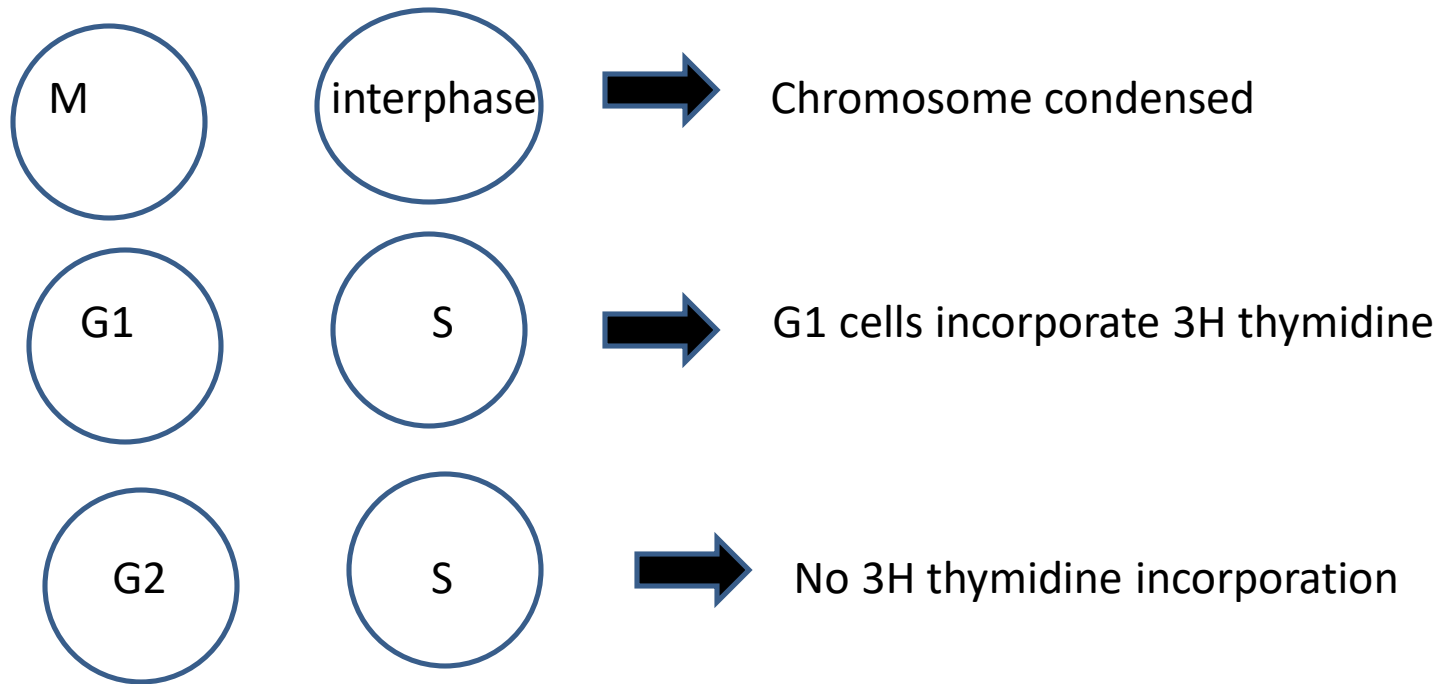 M interphase Chromosome condensed
G1 S G1 cells incorporate 3H thymidine
G2 S No 3H thymidine incorporation